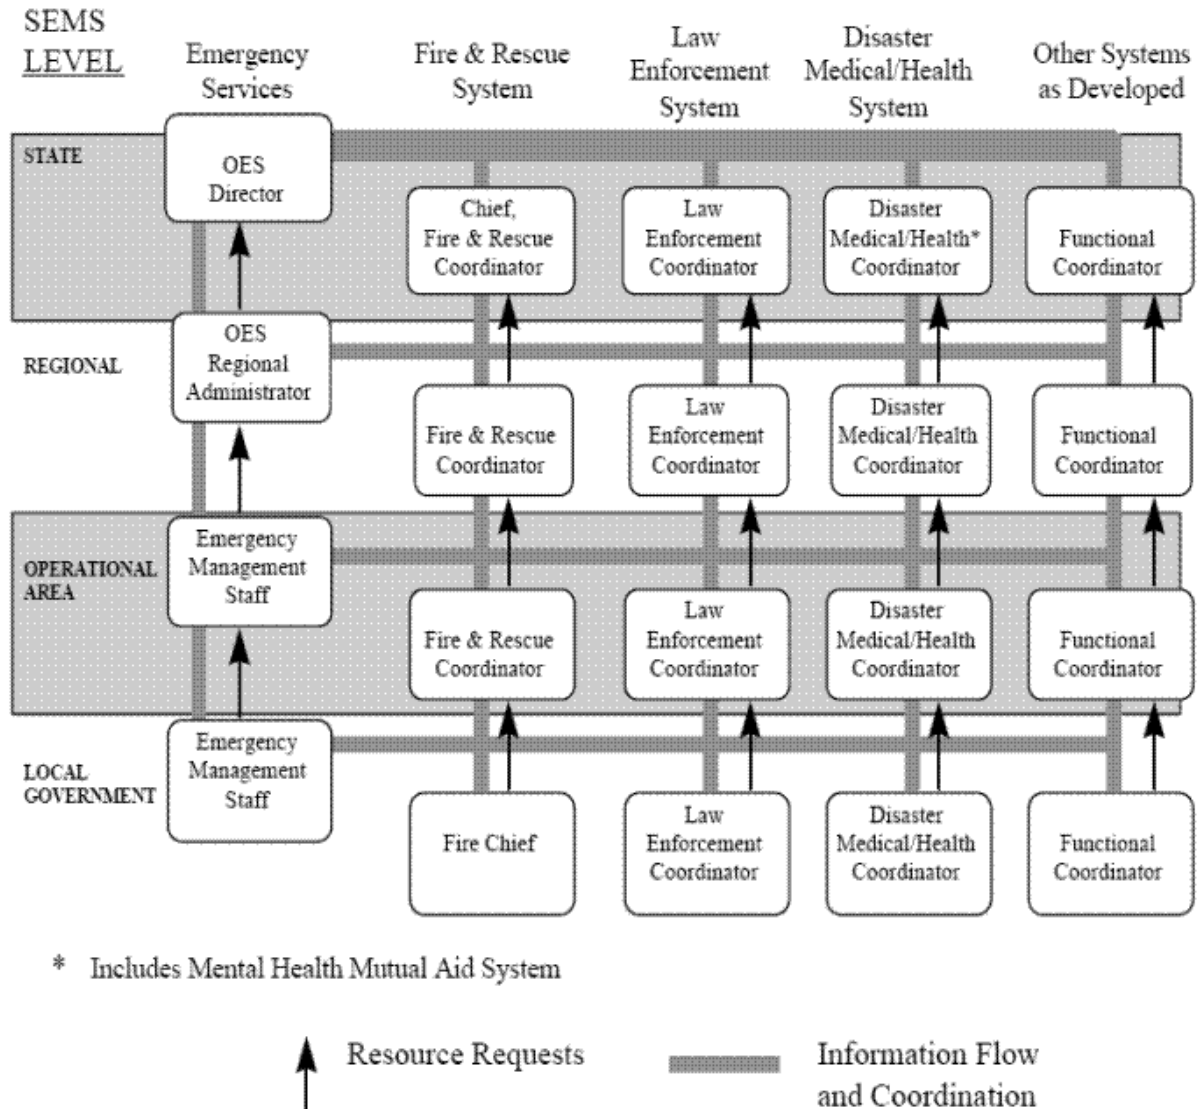 SEMS
LEVEL
Emergency
Services
Fire & Rescue
System
Law
Enforcement
System
Disaster
Medical/Health
System
Other Systems
as Developed
STATE
OES
Director
Chief,
Fire & Rescue
Coordinator
Law
Enforcement
Coordinator
Disaster
Medical/Health*
Coordinator
Functional
Coordinator
REGIONAL
OES
Regional
Administrator
Fire & Rescue
Coordinator
Law
Enforcement
Coordinator
Disaster
Medical/Health
Coordinator
Functional
Coordinator
OPERATIONAL
AREA
Emergency
Management
Staff
Fire & Rescue
Coordinator
Law
Enforcement
Coordinator
Disaster
Medical/Health
Coordinator
Functional
Coordinator
LOCAL
GOVERNMENT
Emergency
Management
Staff
Fire Chief
Law
Enforcement
Coordinator
Disaster
Medical/Health
Coordinator
Functional
Coordinator
* Includes Mental Health Mutual Aid System
Resource Requests
Information Flow
and Coordination